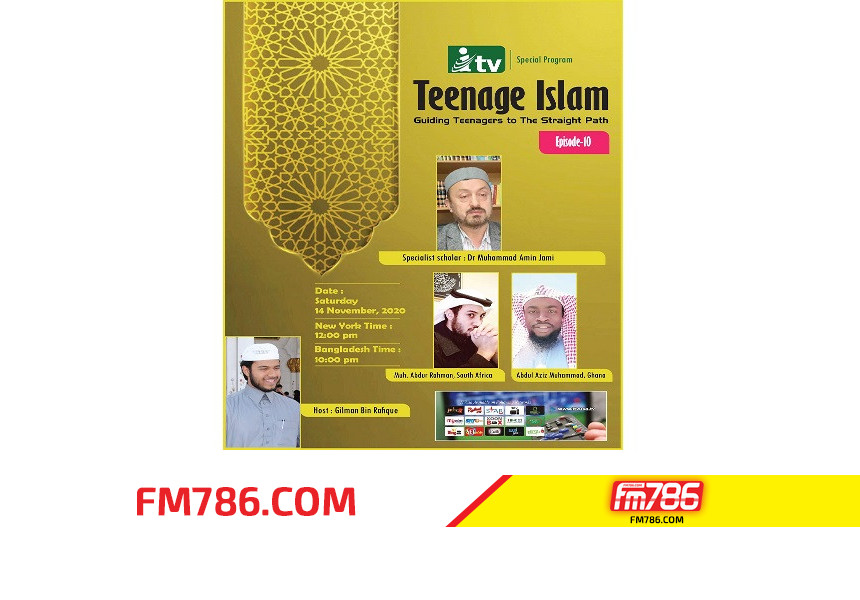 itv
Special Program
Teenage Islam
Guiding Teenagers to The Straight Path
Episode-10
Specialist scholar : Dr Muhammad Amin Jami
Date :
Saturday
14 November, 2020
New York Time :
12:00 pm
Bangladesh Time :
10:00 pm
Muh. Abdur Rahman, South Africa
Abdul Aziz Muhammad, Ghana
Host : Gilman Bin Rafique
FM786.COM
fm786
FM786.COM